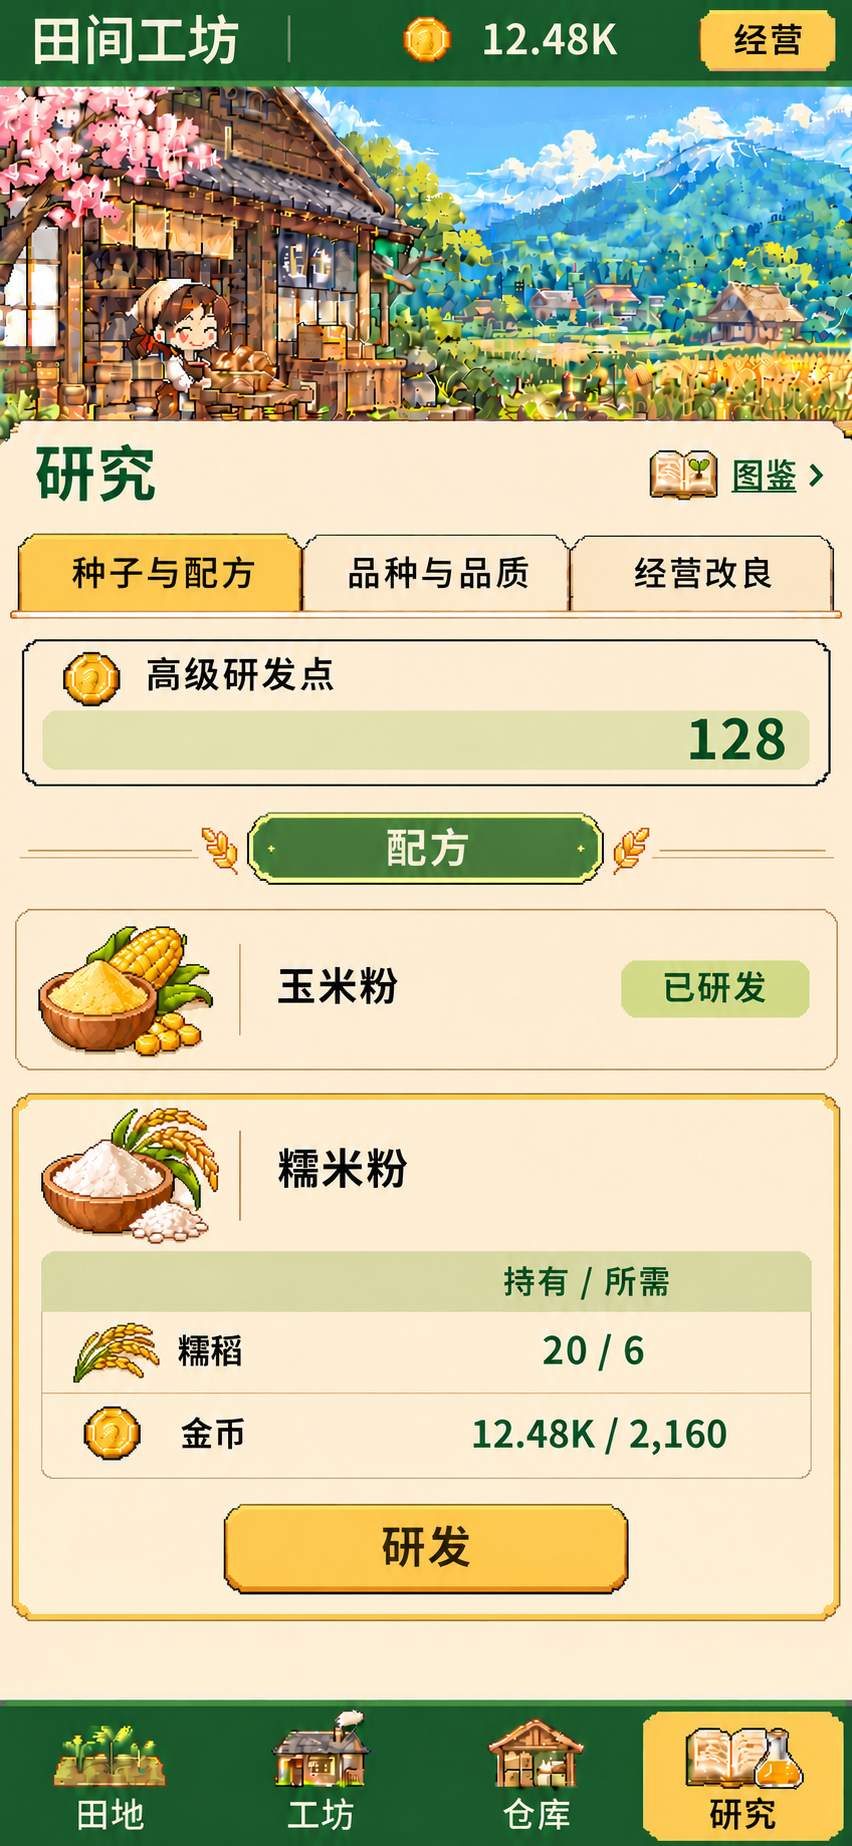 田间工坊
12.48K
经营
研究
图鉴 >
种子与配方
品种与品质
经营改良
高级研发点
128
配方
玉米粉
已研发
糯米粉
持有 / 所需
糯稻
20 / 6
金币
12.48K / 2,160
研发
田地
工坊
仓库
研究